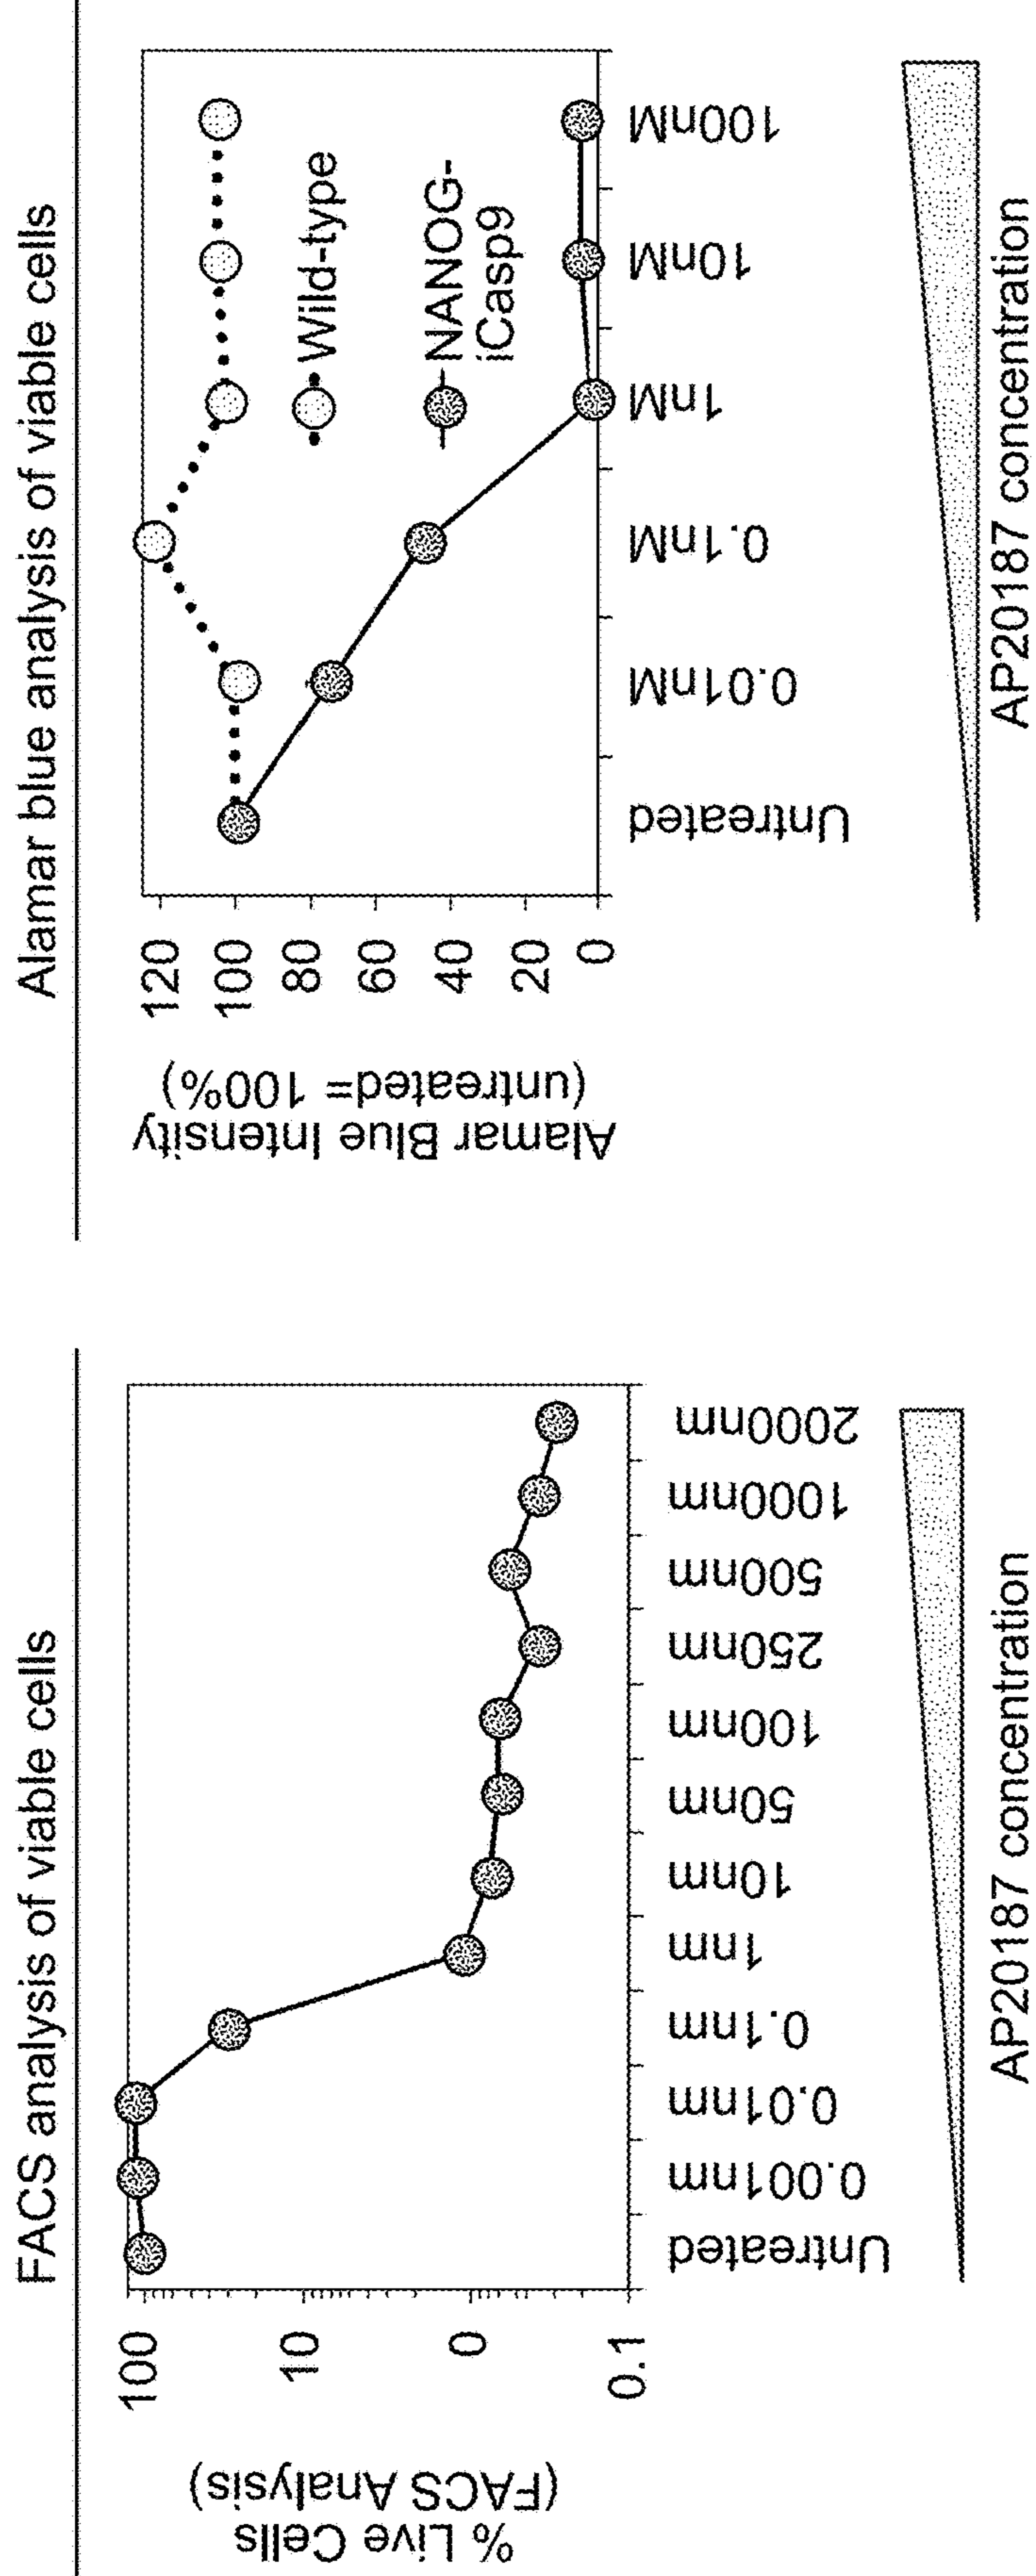 FACS analysis of viable cells
% Live Cells
(FACS Analysis)
100
10
0
0.1
Untreated
0.001nm
0.01nm
0.1nm
1nm
10nm
50nm
100nm
250nm
500nm
1000nm
2000nm
AP20187 concentration
Alamar blue analysis of viable cells
Alamar Blue Intensity
(untreated= 100%)
120
100
80
60
40
20
0
Wild-type
NANOG-
iCasp9
Untreated
0.01nM
0.1nM
1nM
10nM
100nM
AP20187 concentration